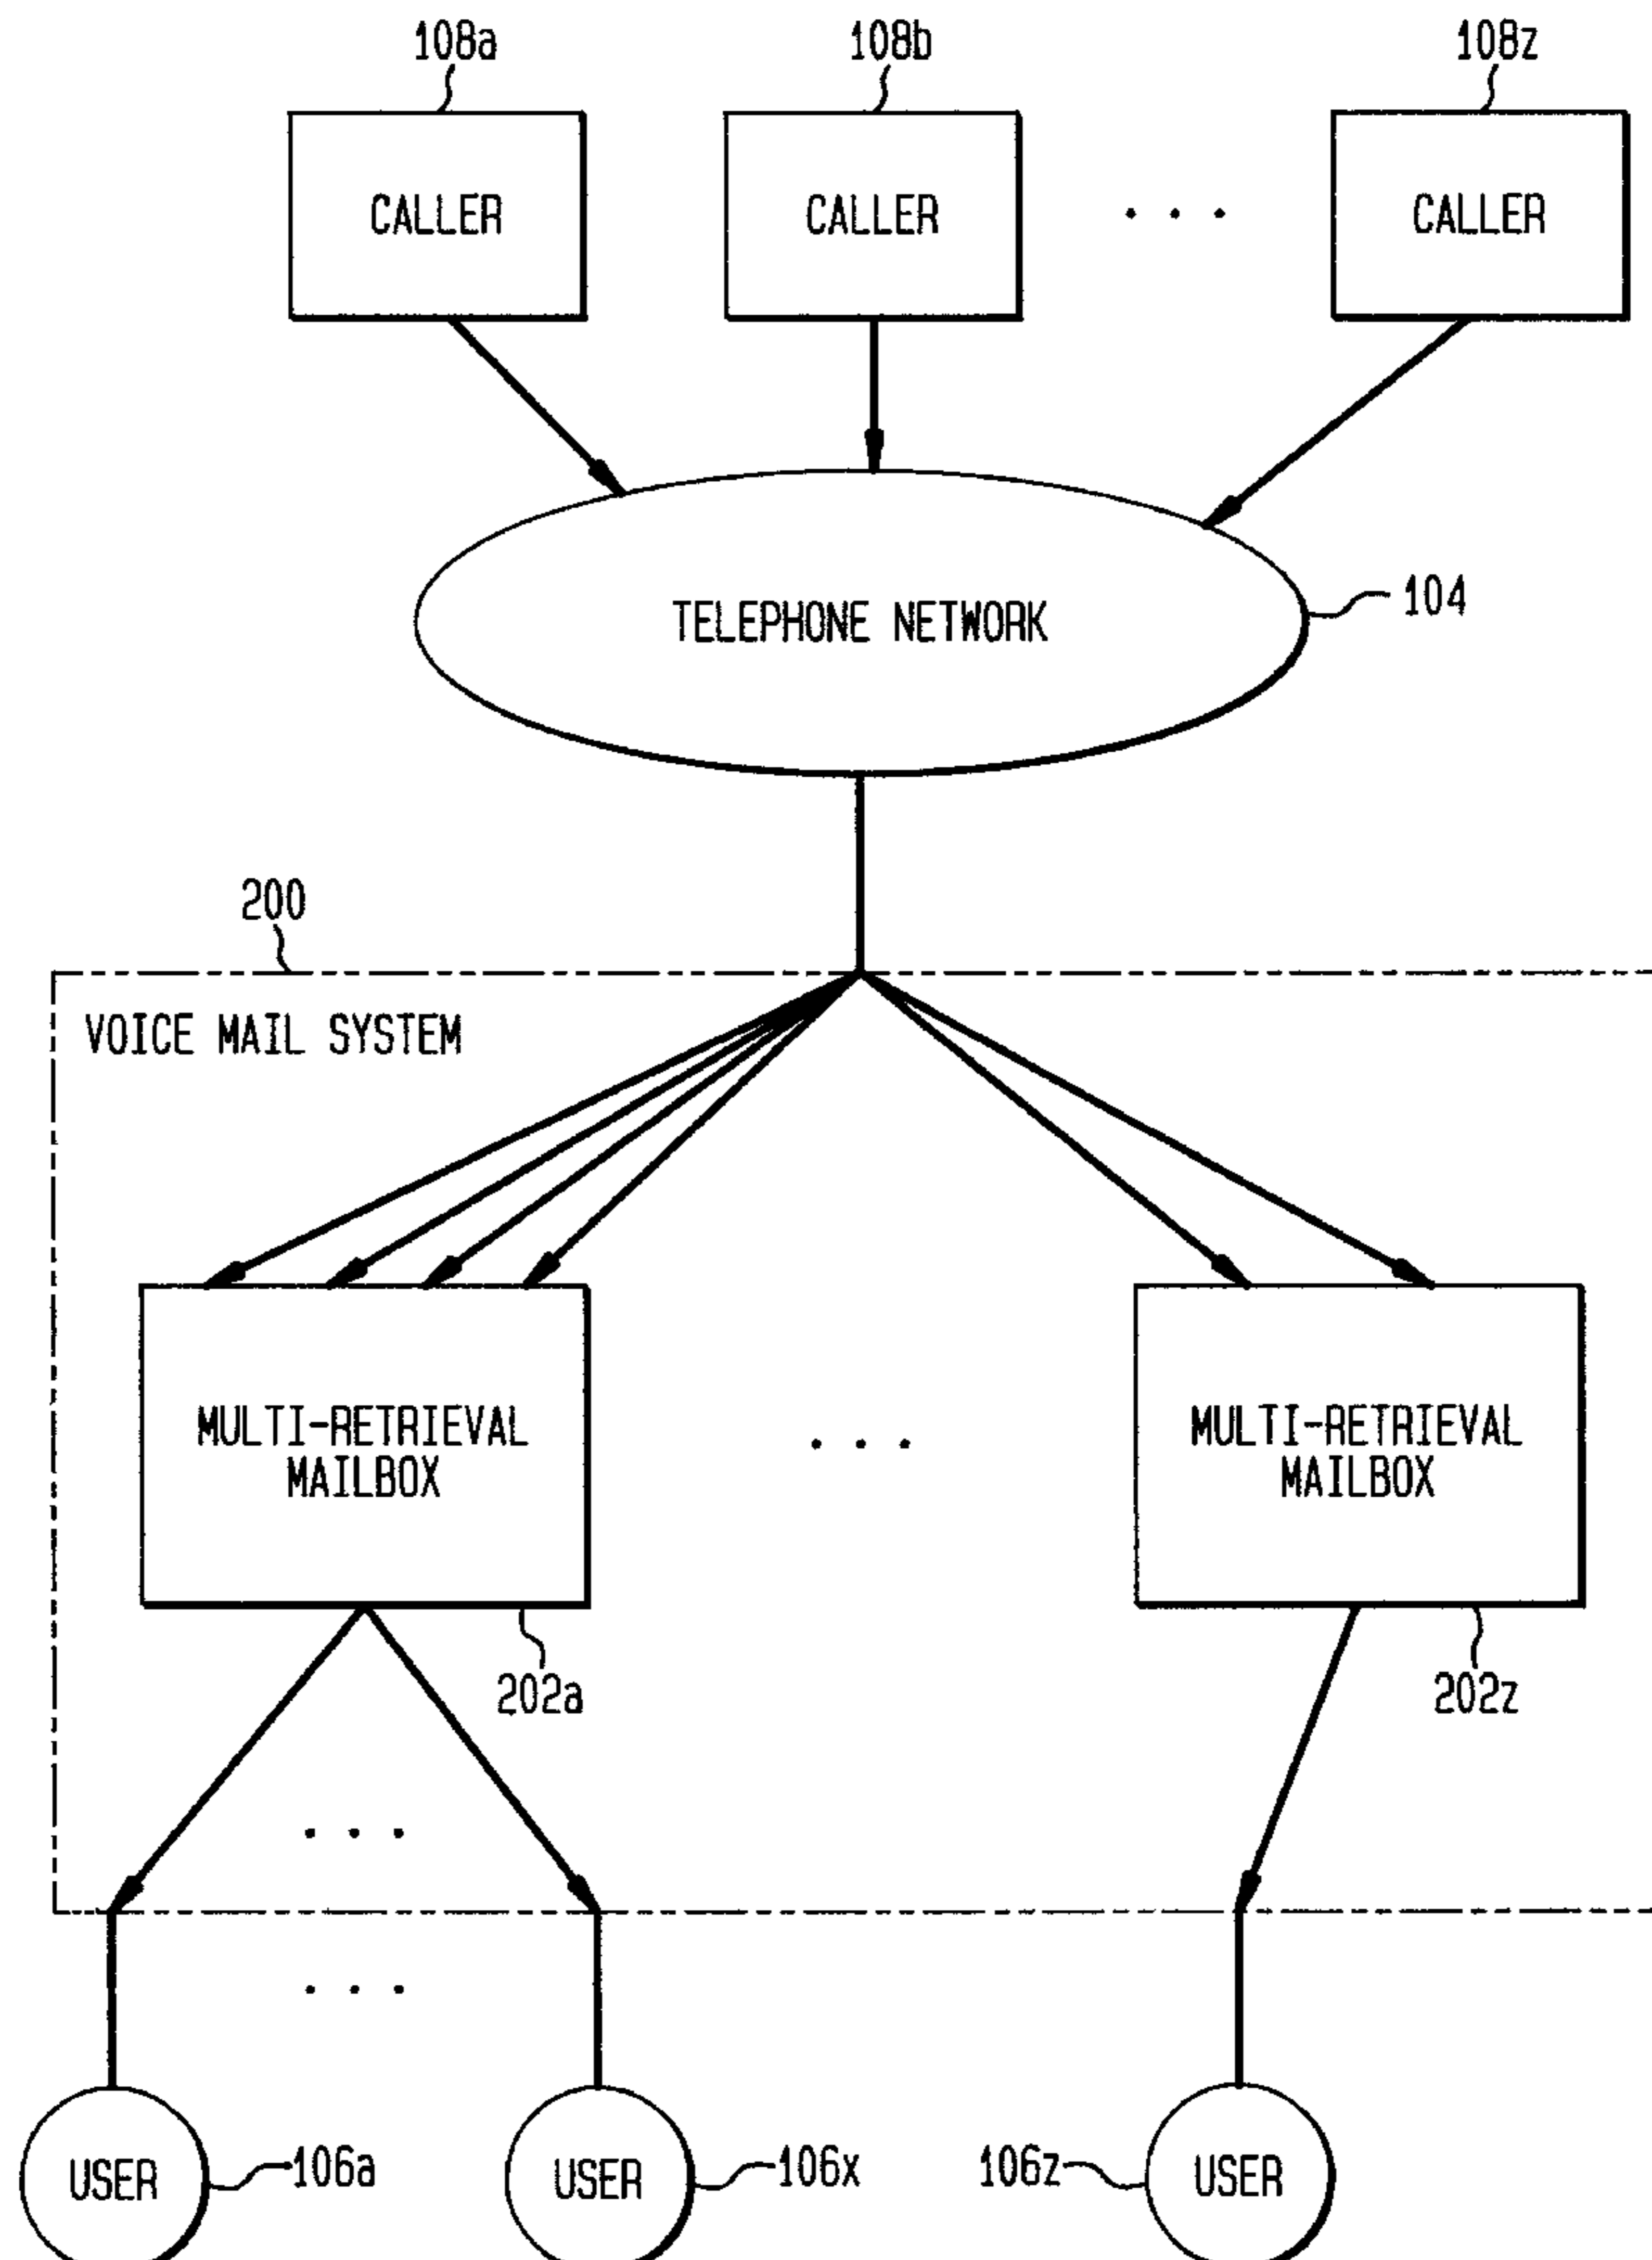 108a
108b
108z
CALLER
CALLER
. . .
CALLER
TELEPHONE NETWORK
104
200
VOICE MAIL SYSTEM
MULTI-RETRIEVAL
MAILBOX
. . .
MULTI-RETRIEVAL
MAILBOX
202a
202z
. . .
. . .
USER
106a
USER
106x
106z
USER